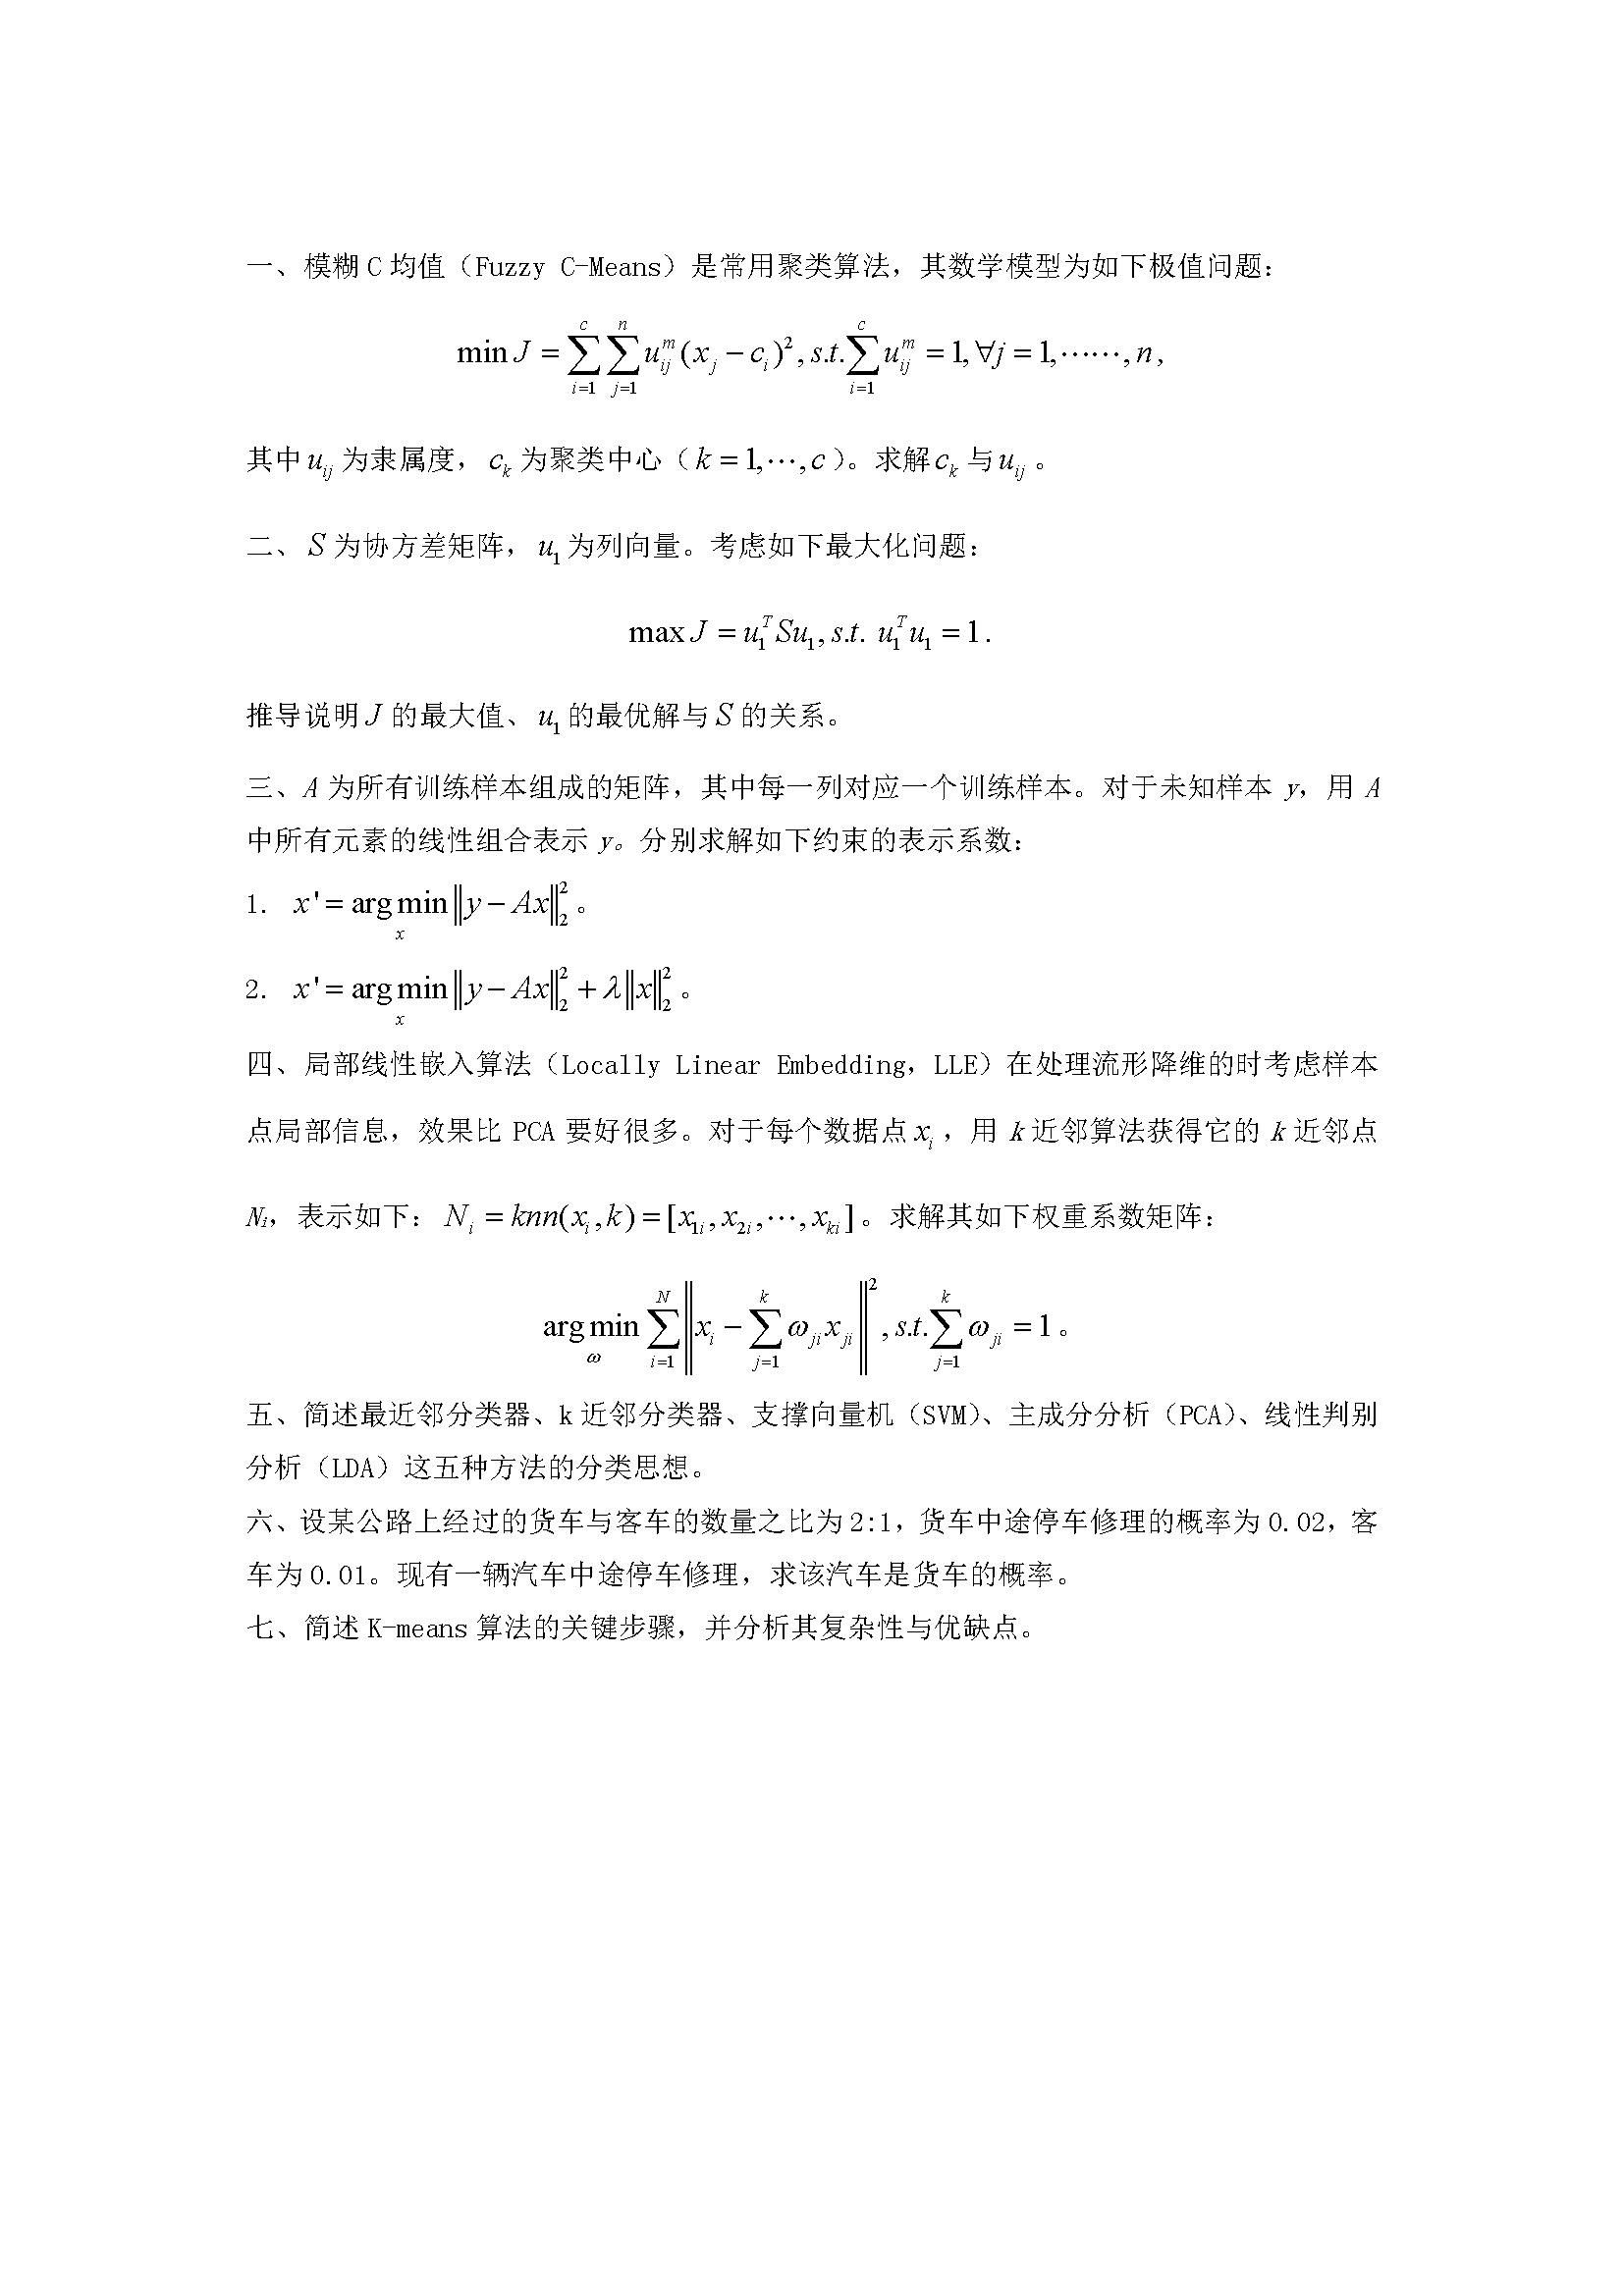 一、模糊 C 均值（Fuzzy C-Means）是常用聚类算法，其数学模型为如下极值问题：
$\min J = \sum_{i=1}^{c} \sum_{j=1}^{n} u_{ij}^{m} (x_j - c_i)^2, s.t. \sum_{i=1}^{c} u_{ij}^{m} = 1, \forall j = 1, \cdots\cdots, n,$
其中 $u_{ij}$ 为隶属度， $c_k$ 为聚类中心（ $k = 1, \cdots, c$ ）。求解 $c_k$ 与 $u_{ij}$ 。
二、 $S$ 为协方差矩阵， $u_1$ 为列向量。考虑如下最大化问题：
$\max J = u_1^T S u_1, s.t. \ u_1^T u_1 = 1.$
推导说明 $J$ 的最大值、 $u_1$ 的最优解与 $S$ 的关系。
三、A 为所有训练样本组成的矩阵，其中每一列对应一个训练样本。对于未知样本 y，用 A
中所有元素的线性组合表示 y。分别求解如下约束的表示系数：
1. $x' = \arg\min_{x} \|y - Ax\|_2^2$ 。
2. $x' = \arg\min_{x} \|y - Ax\|_2^2 + \lambda \|x\|_2^2$ 。
四、局部线性嵌入算法（Locally Linear Embedding，LLE）在处理流形降维的时考虑样本
点局部信息，效果比 PCA 要好很多。对于每个数据点 $x_i$ ，用 k 近邻算法获得它的 k 近邻点
$N_i$，表示如下： $N_i = knn(x_i, k) = [x_{1i}, x_{2i}, \cdots, x_{ki}]$ 。求解其如下权重系数矩阵：
$\arg\min_{\omega} \sum_{i=1}^{N} \left\| x_i - \sum_{j=1}^{k} \omega_{ji} x_{ji} \right\|^2, s.t. \sum_{j=1}^{k} \omega_{ji} = 1$ 。
五、简述最近邻分类器、k 近邻分类器、支撑向量机（SVM）、主成分分析（PCA）、线性判别
分析（LDA）这五种方法的分类思想。
六、设某公路上经过的货车与客车的数量之比为 2:1，货车中途停车修理的概率为 0.02，客
车为 0.01。现有一辆汽车中途停车修理，求该汽车是货车的概率。
七、简述 K-means 算法的关键步骤，并分析其复杂性与优缺点。